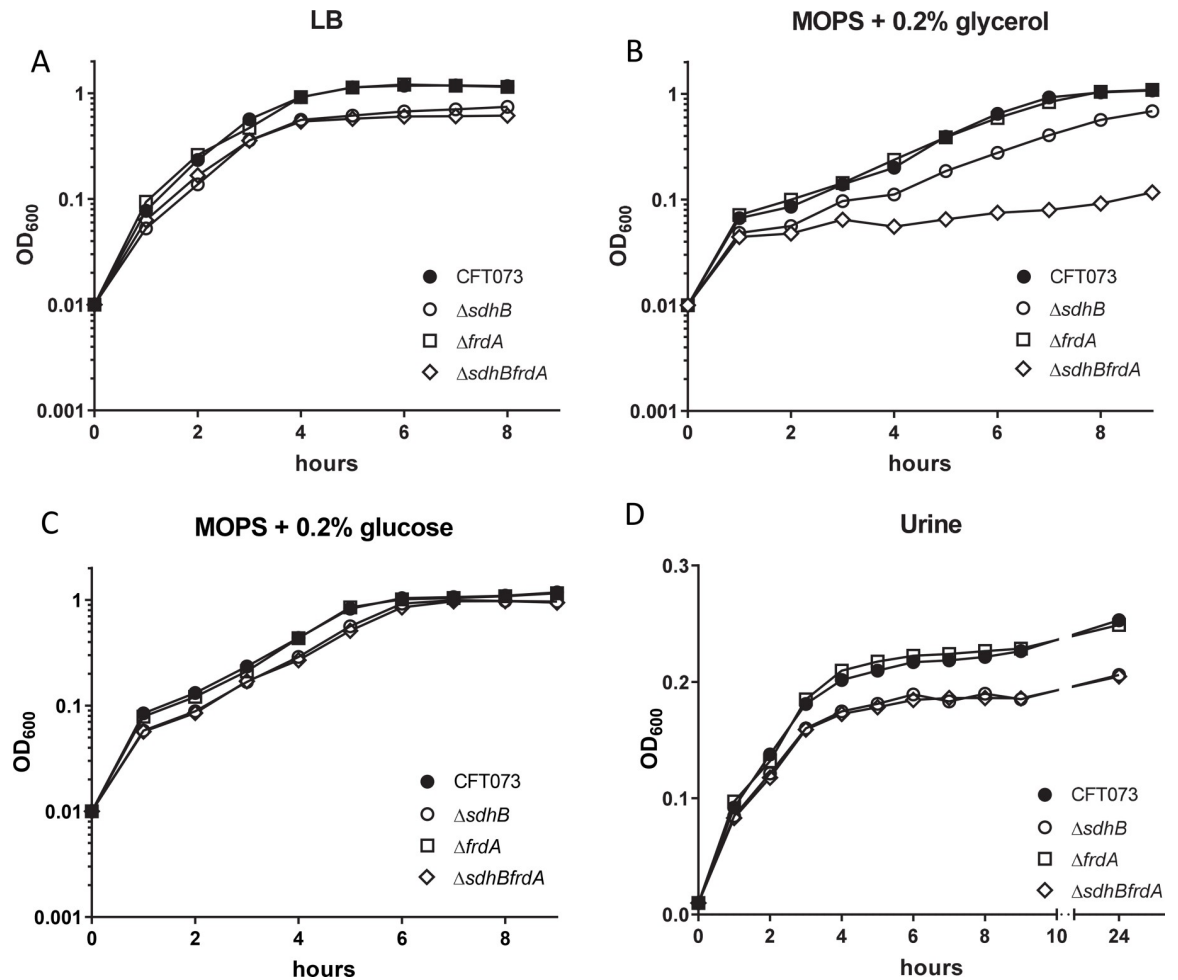 A
LB
OD600
1
0.1
0.01
0.001
0 2 4 6 8
hours
CFT073
ΔsdhB
ΔfrdA
ΔsdhBfrdA
B
MOPS + 0.2% glycerol
OD600
1
0.1
0.01
0.001
0 2 4 6 8
hours
CFT073
ΔsdhB
ΔfrdA
ΔsdhBfrdA
C
MOPS + 0.2% glucose
OD600
1
0.1
0.01
0.001
0 2 4 6 8
hours
CFT073
ΔsdhB
ΔfrdA
ΔsdhBfrdA
D
Urine
OD600
0.3
0.2
0.1
0.0
0 2 4 6 8 10 24
hours
CFT073
ΔsdhB
ΔfrdA
ΔsdhBfrdA